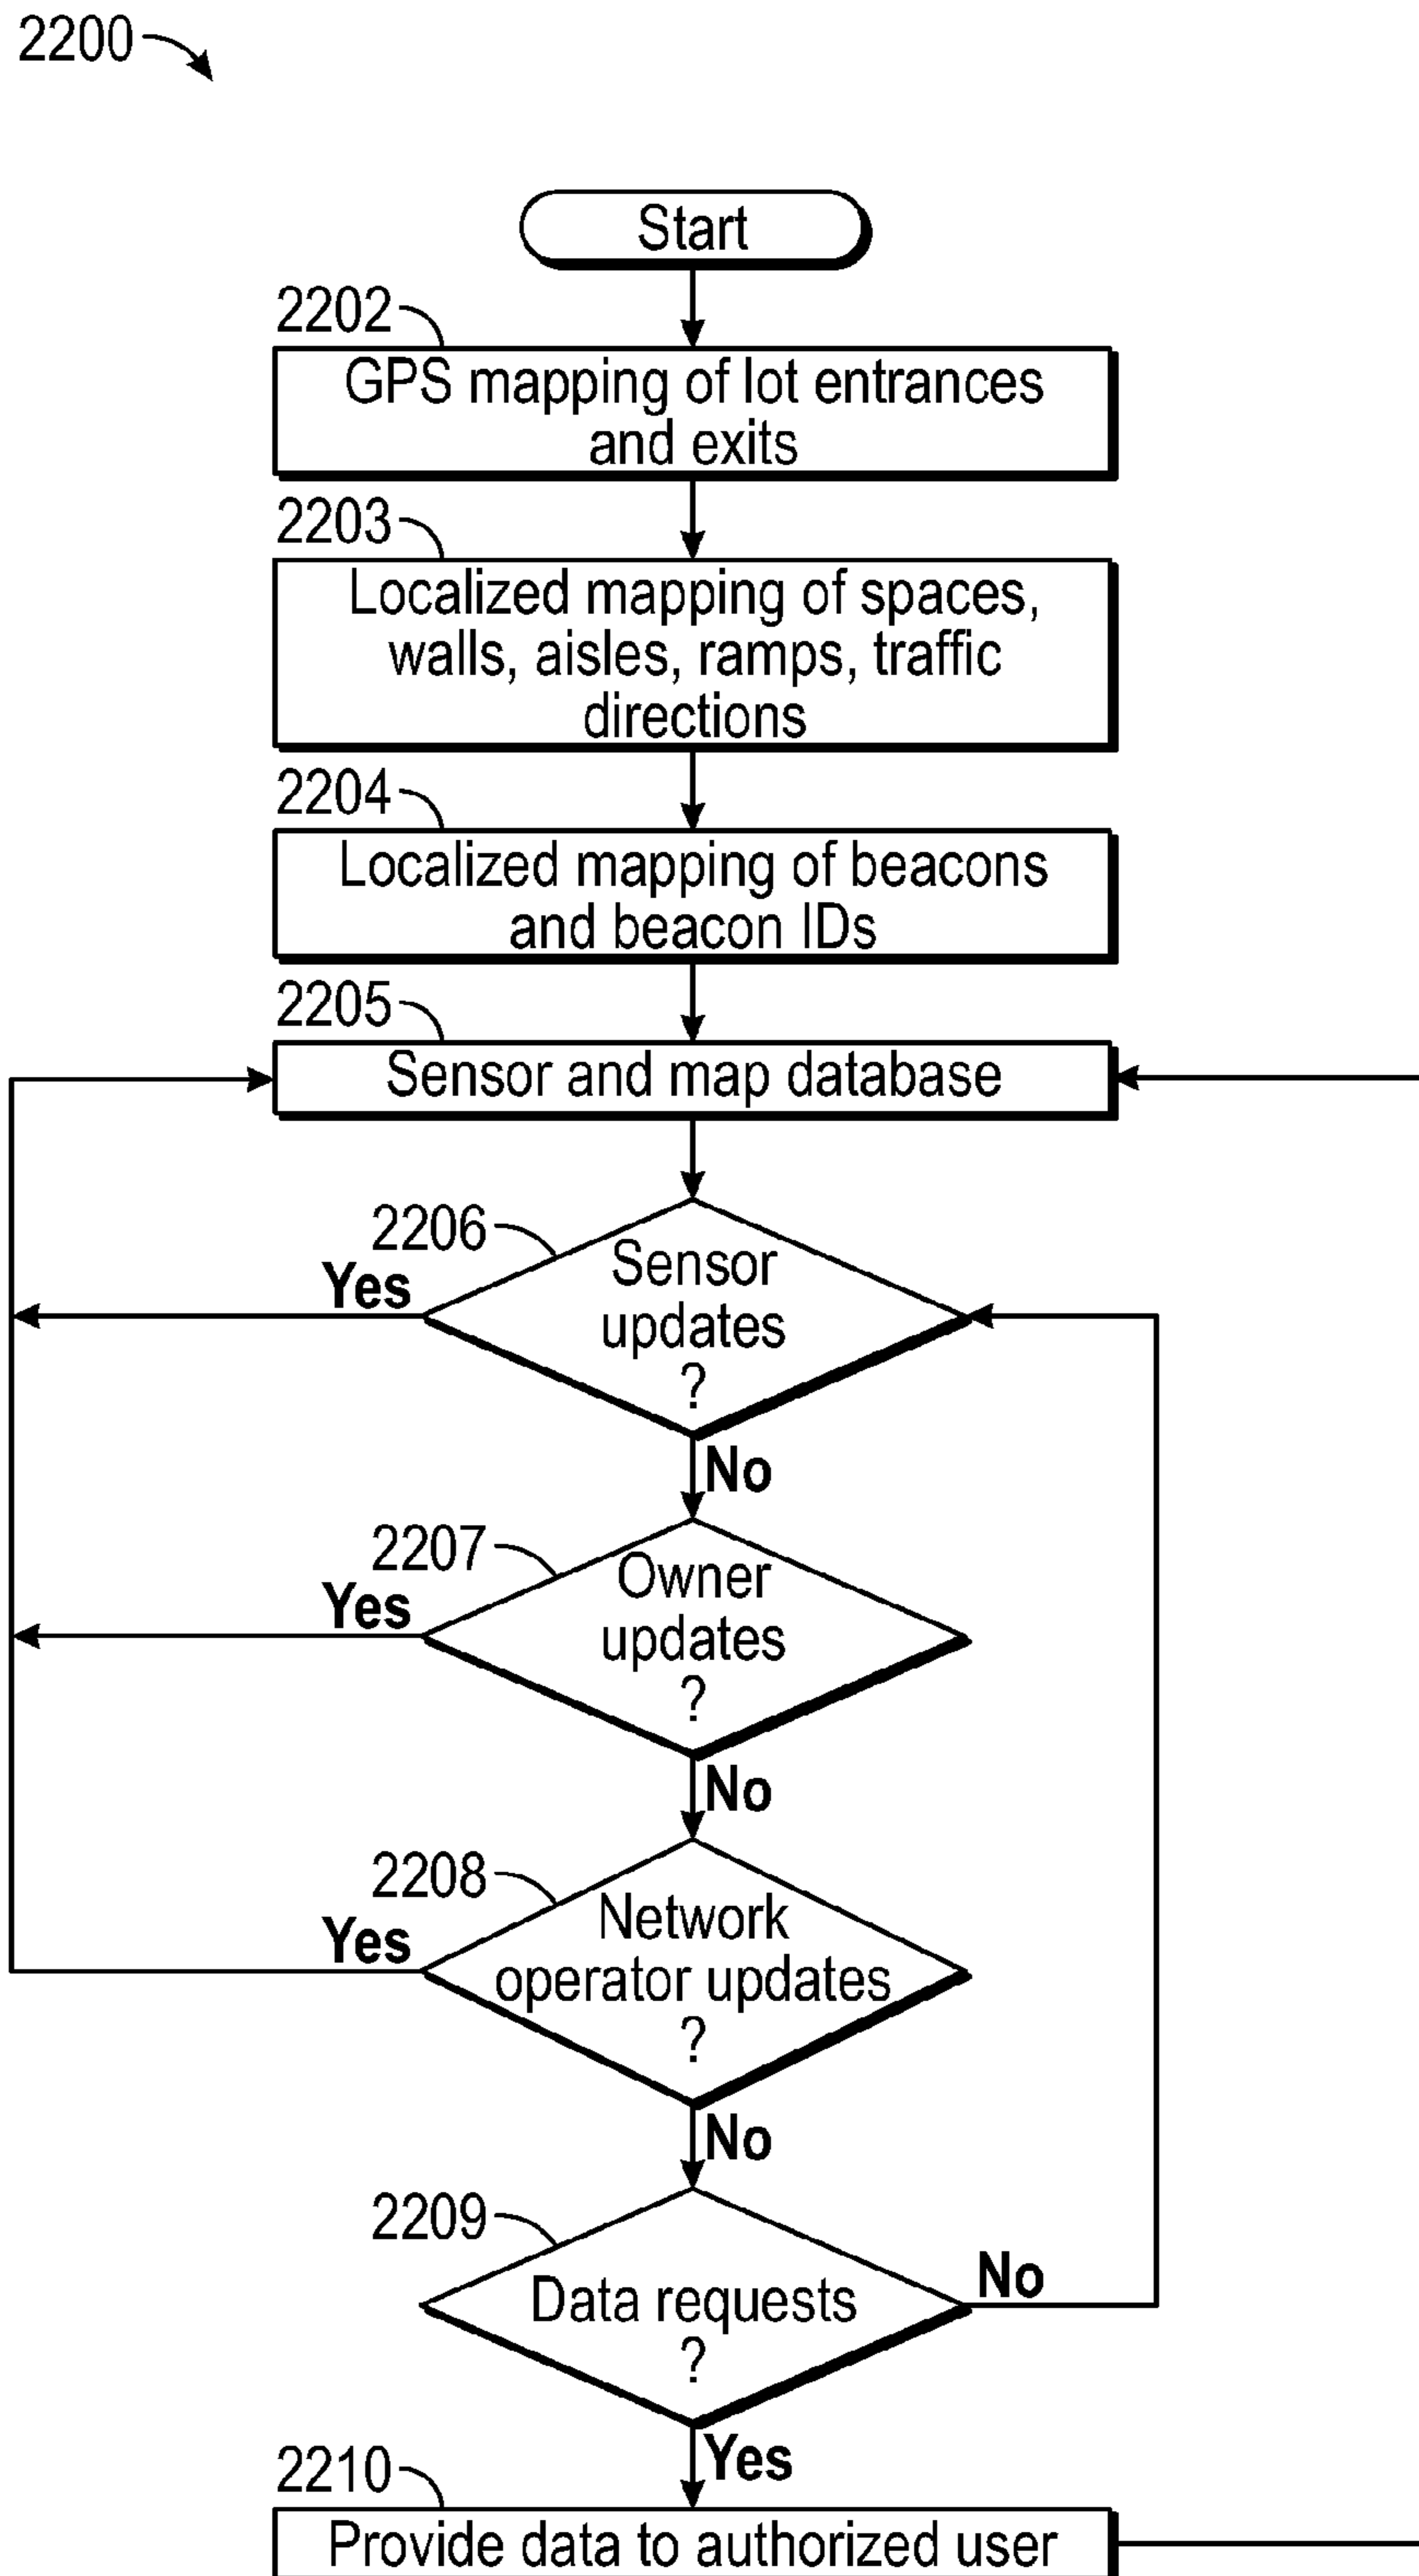 2200
Start
2202
GPS mapping of lot entrances
and exits
2203
Localized mapping of spaces,
walls, aisles, ramps, traffic
directions
2204
Localized mapping of beacons
and beacon IDs
2205
Sensor and map database
2206
Sensor
updates
?
Yes
No
2207
Owner
updates
?
Yes
No
2208
Network
operator updates
?
Yes
No
2209
Data requests
?
No
Yes
2210
Provide data to authorized user